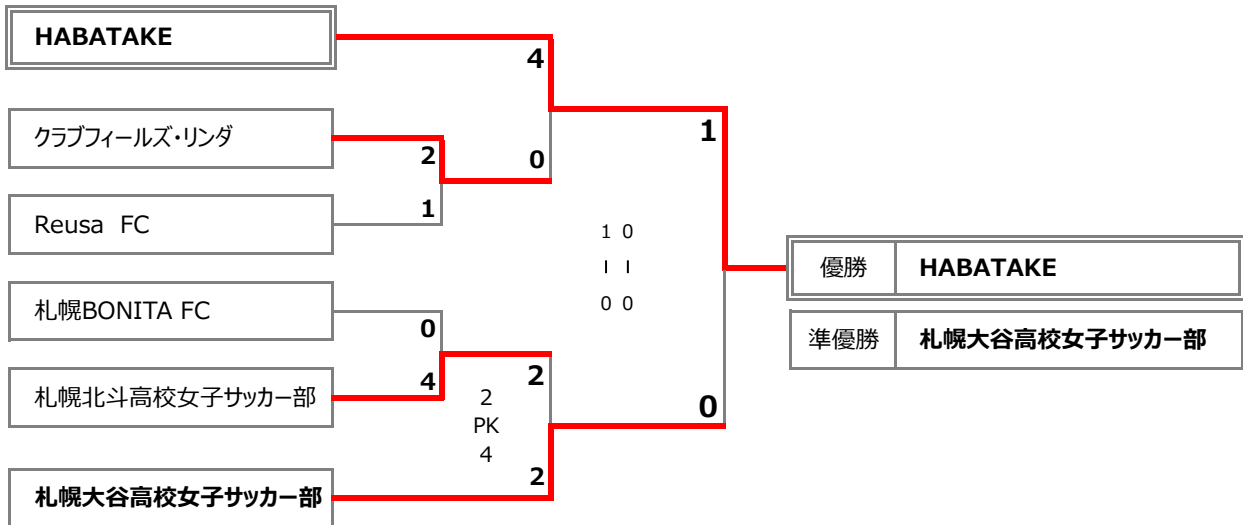 HABATAKE
4
クラブフィールズ・リンダ
2
0
1
Reusa FC
1
1 0
| |
0 0
優勝 HABATAKE
札幌BONITA FC
0
準優勝 札幌大谷高校女子サッカー部
札幌北斗高校女子サッカー部
4
2
0
2
PK
4
2
札幌大谷高校女子サッカー部